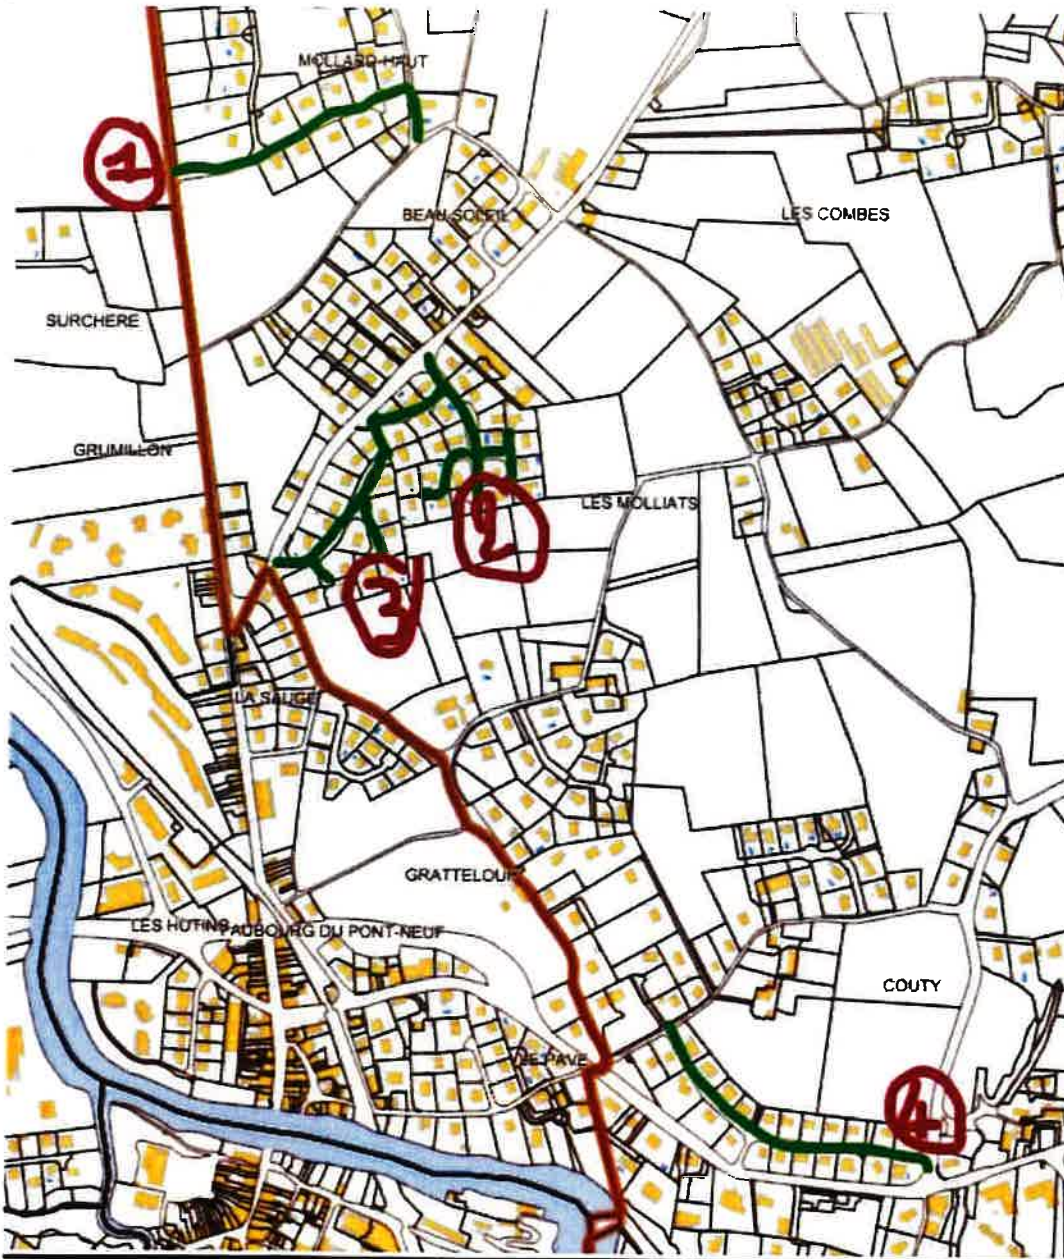 MOLLARD HAUT
1
BEAU SOLEIL
LES COMBES
SURCHERE
GRUMILLON
LES MOLLIATS
2
3
LA SAUGE
GRATTELOUP
LES HUTINS
FAUBOURG DU PONT-NEUF
COUTY
LE PAVE
4